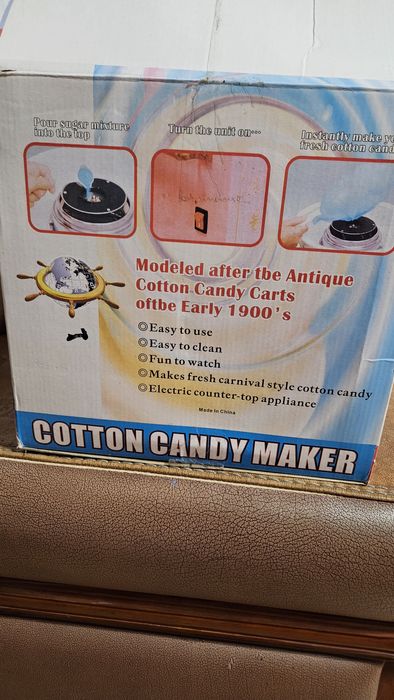 Pour sugar mixture
into the top
Turn the unit on...
Instantly make
fresh cotton
Modeled after tbe Antique
Cotton Candy Carts
oftbe Early 1900's
◎Easy to use
◎Easy to clean
◎Fun to watch
◎Makes fresh carnival style cotton candy
◎Electric counter-top appliance
Made in China
COTTON CANDY MAKER